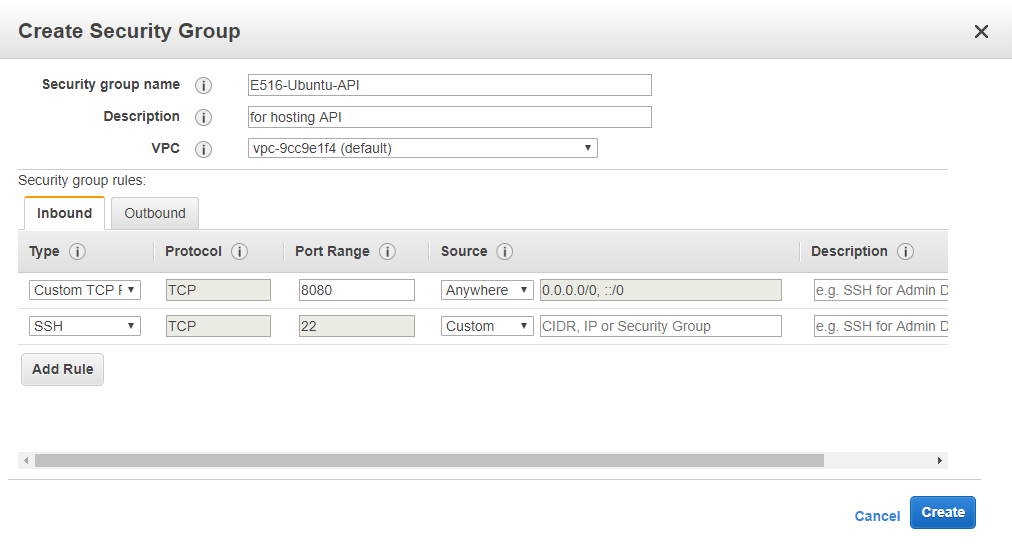 Create Security Group
Security group name i E516-Ubuntu-API
Description i for hosting API
VPC i vpc-9cc9e1f4 (default)
Security group rules:
Inbound Outbound
Type i Protocol i Port Range i Source i Description i
Custom TCP TCP 8080 Anywhere 0.0.0.0/0, ::/0 e.g. SSH for Admin D
SSH TCP 22 Custom CIDR, IP or Security Group e.g. SSH for Admin D
Add Rule
Cancel Create